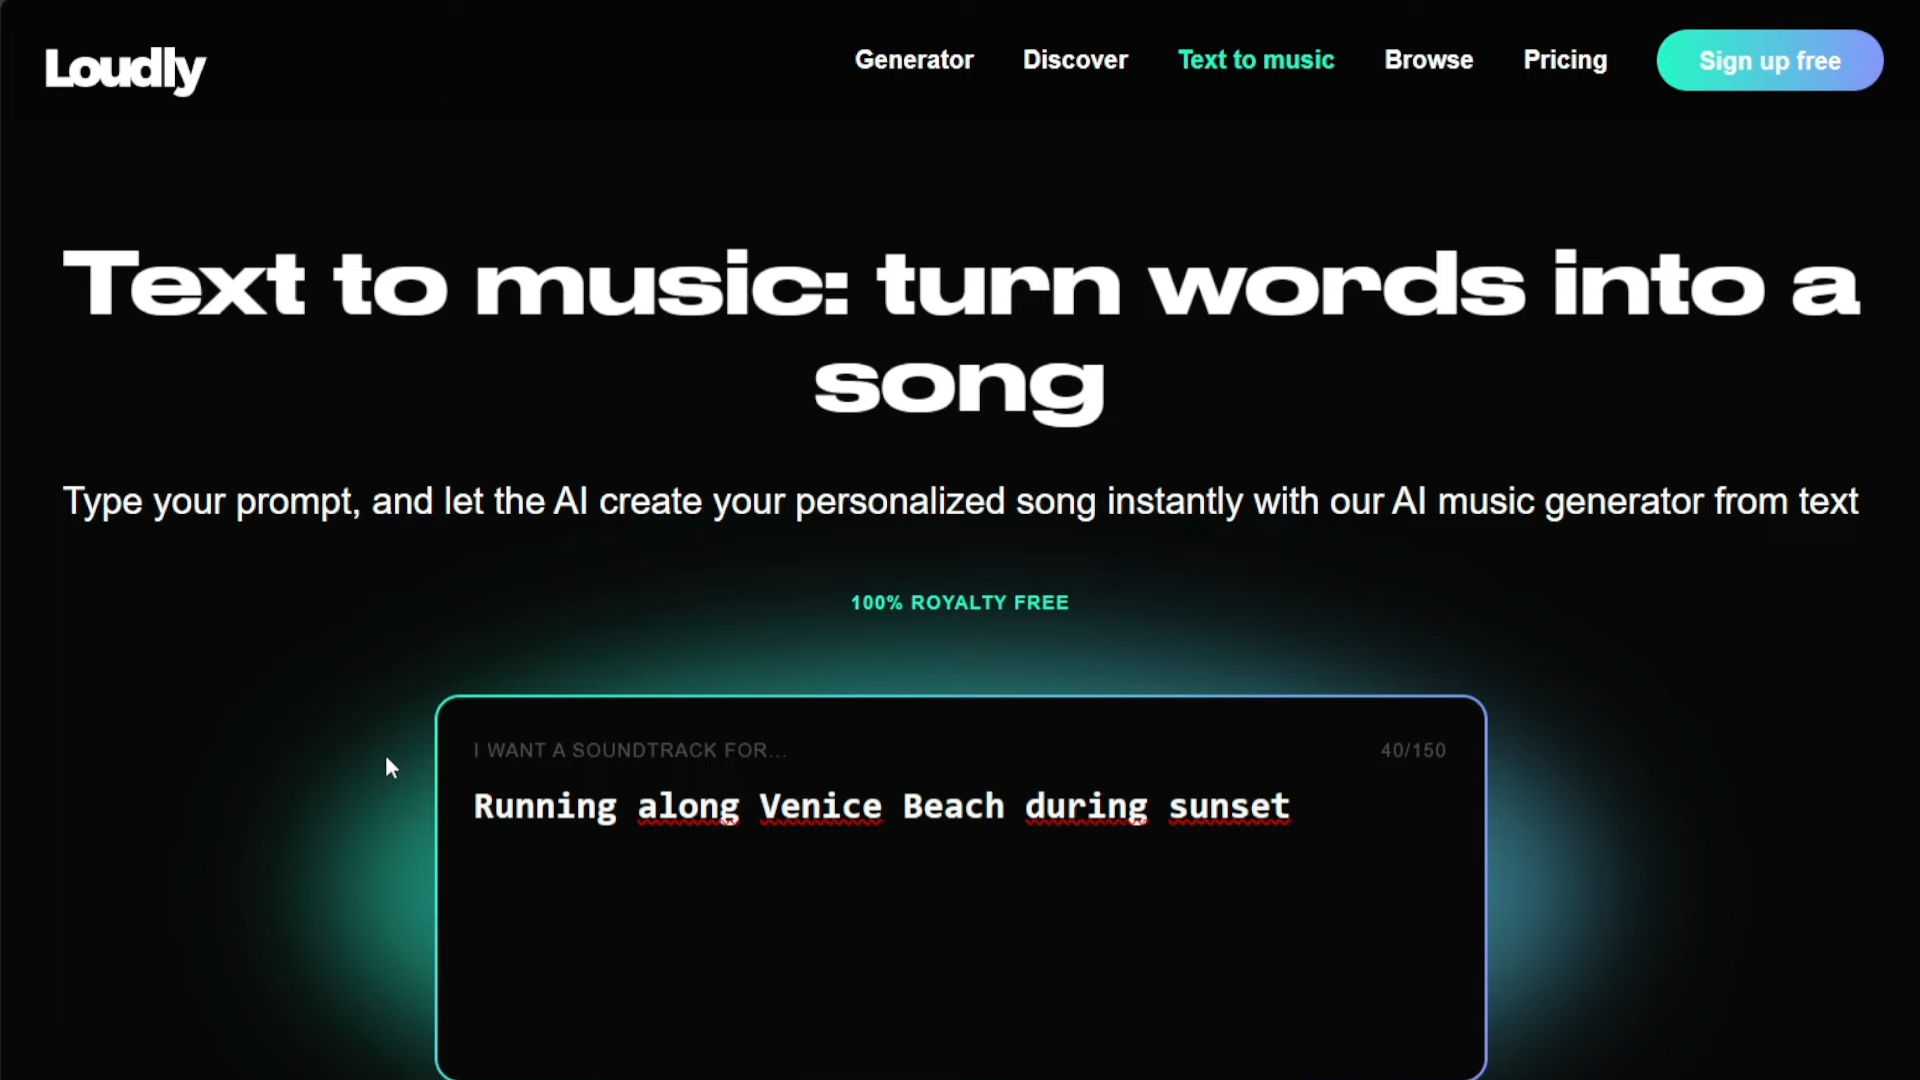 Loudly
Generator Discover Text to music Browse Pricing Sign up free
Text to music: turn words into a
song
Type your prompt, and let the AI create your personalized song instantly with our AI music generator from text
100% ROYALTY FREE
I WANT A SOUNDTRACK FOR... 40/150
Running along Venice Beach during sunset